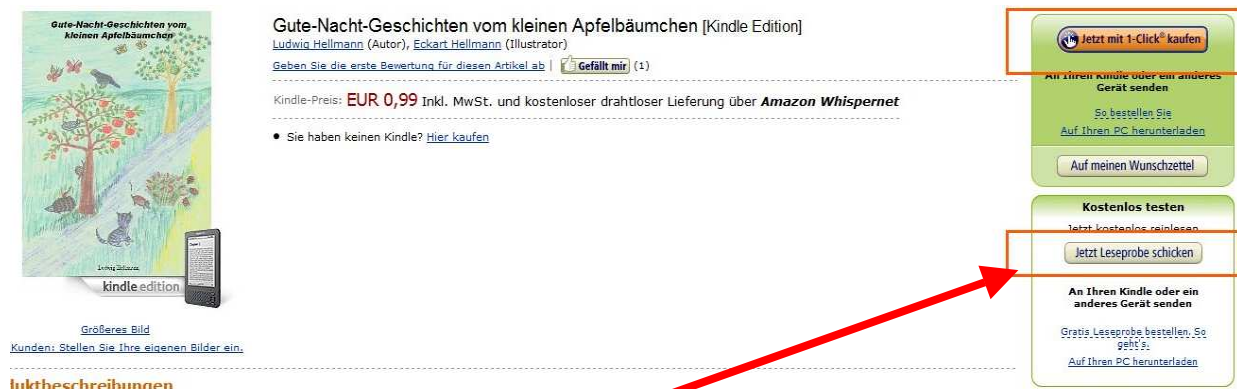 Gute-Nacht-Geschichten vom
kleinen Apfelbäumchen
Ludwig Hellmann
kindle edition
Größeres Bild
Kunden: Stellen Sie Ihre eigenen Bilder ein.
Gute-Nacht-Geschichten vom kleinen Apfelbäumchen [Kindle Edition]
Ludwig Hellmann (Autor), Eckart Hellmann (Illustrator)
Geben Sie die erste Bewertung für diesen Artikel ab | Gefällt mir (1)
Kindle-Preis: EUR 0,99 Inkl. MwSt. und kostenloser drahtloser Lieferung über Amazon Whispernet
• Sie haben keinen Kindle? Hier kaufen
Jetzt mit 1-Click® kaufen
An Ihren Kindle oder ein anderes
Gerät senden
So bestellen Sie
Auf Ihren PC herunterladen
Auf meinen Wunschzettel
Kostenlos testen
Jetzt kostenlos reinlesen
Jetzt Leseprobe schicken
An Ihren Kindle oder ein
anderes Gerät senden
Gratis Leseprobe bestellen. So
geht's.
Auf Ihren PC herunterladen
duktbeschreibungen